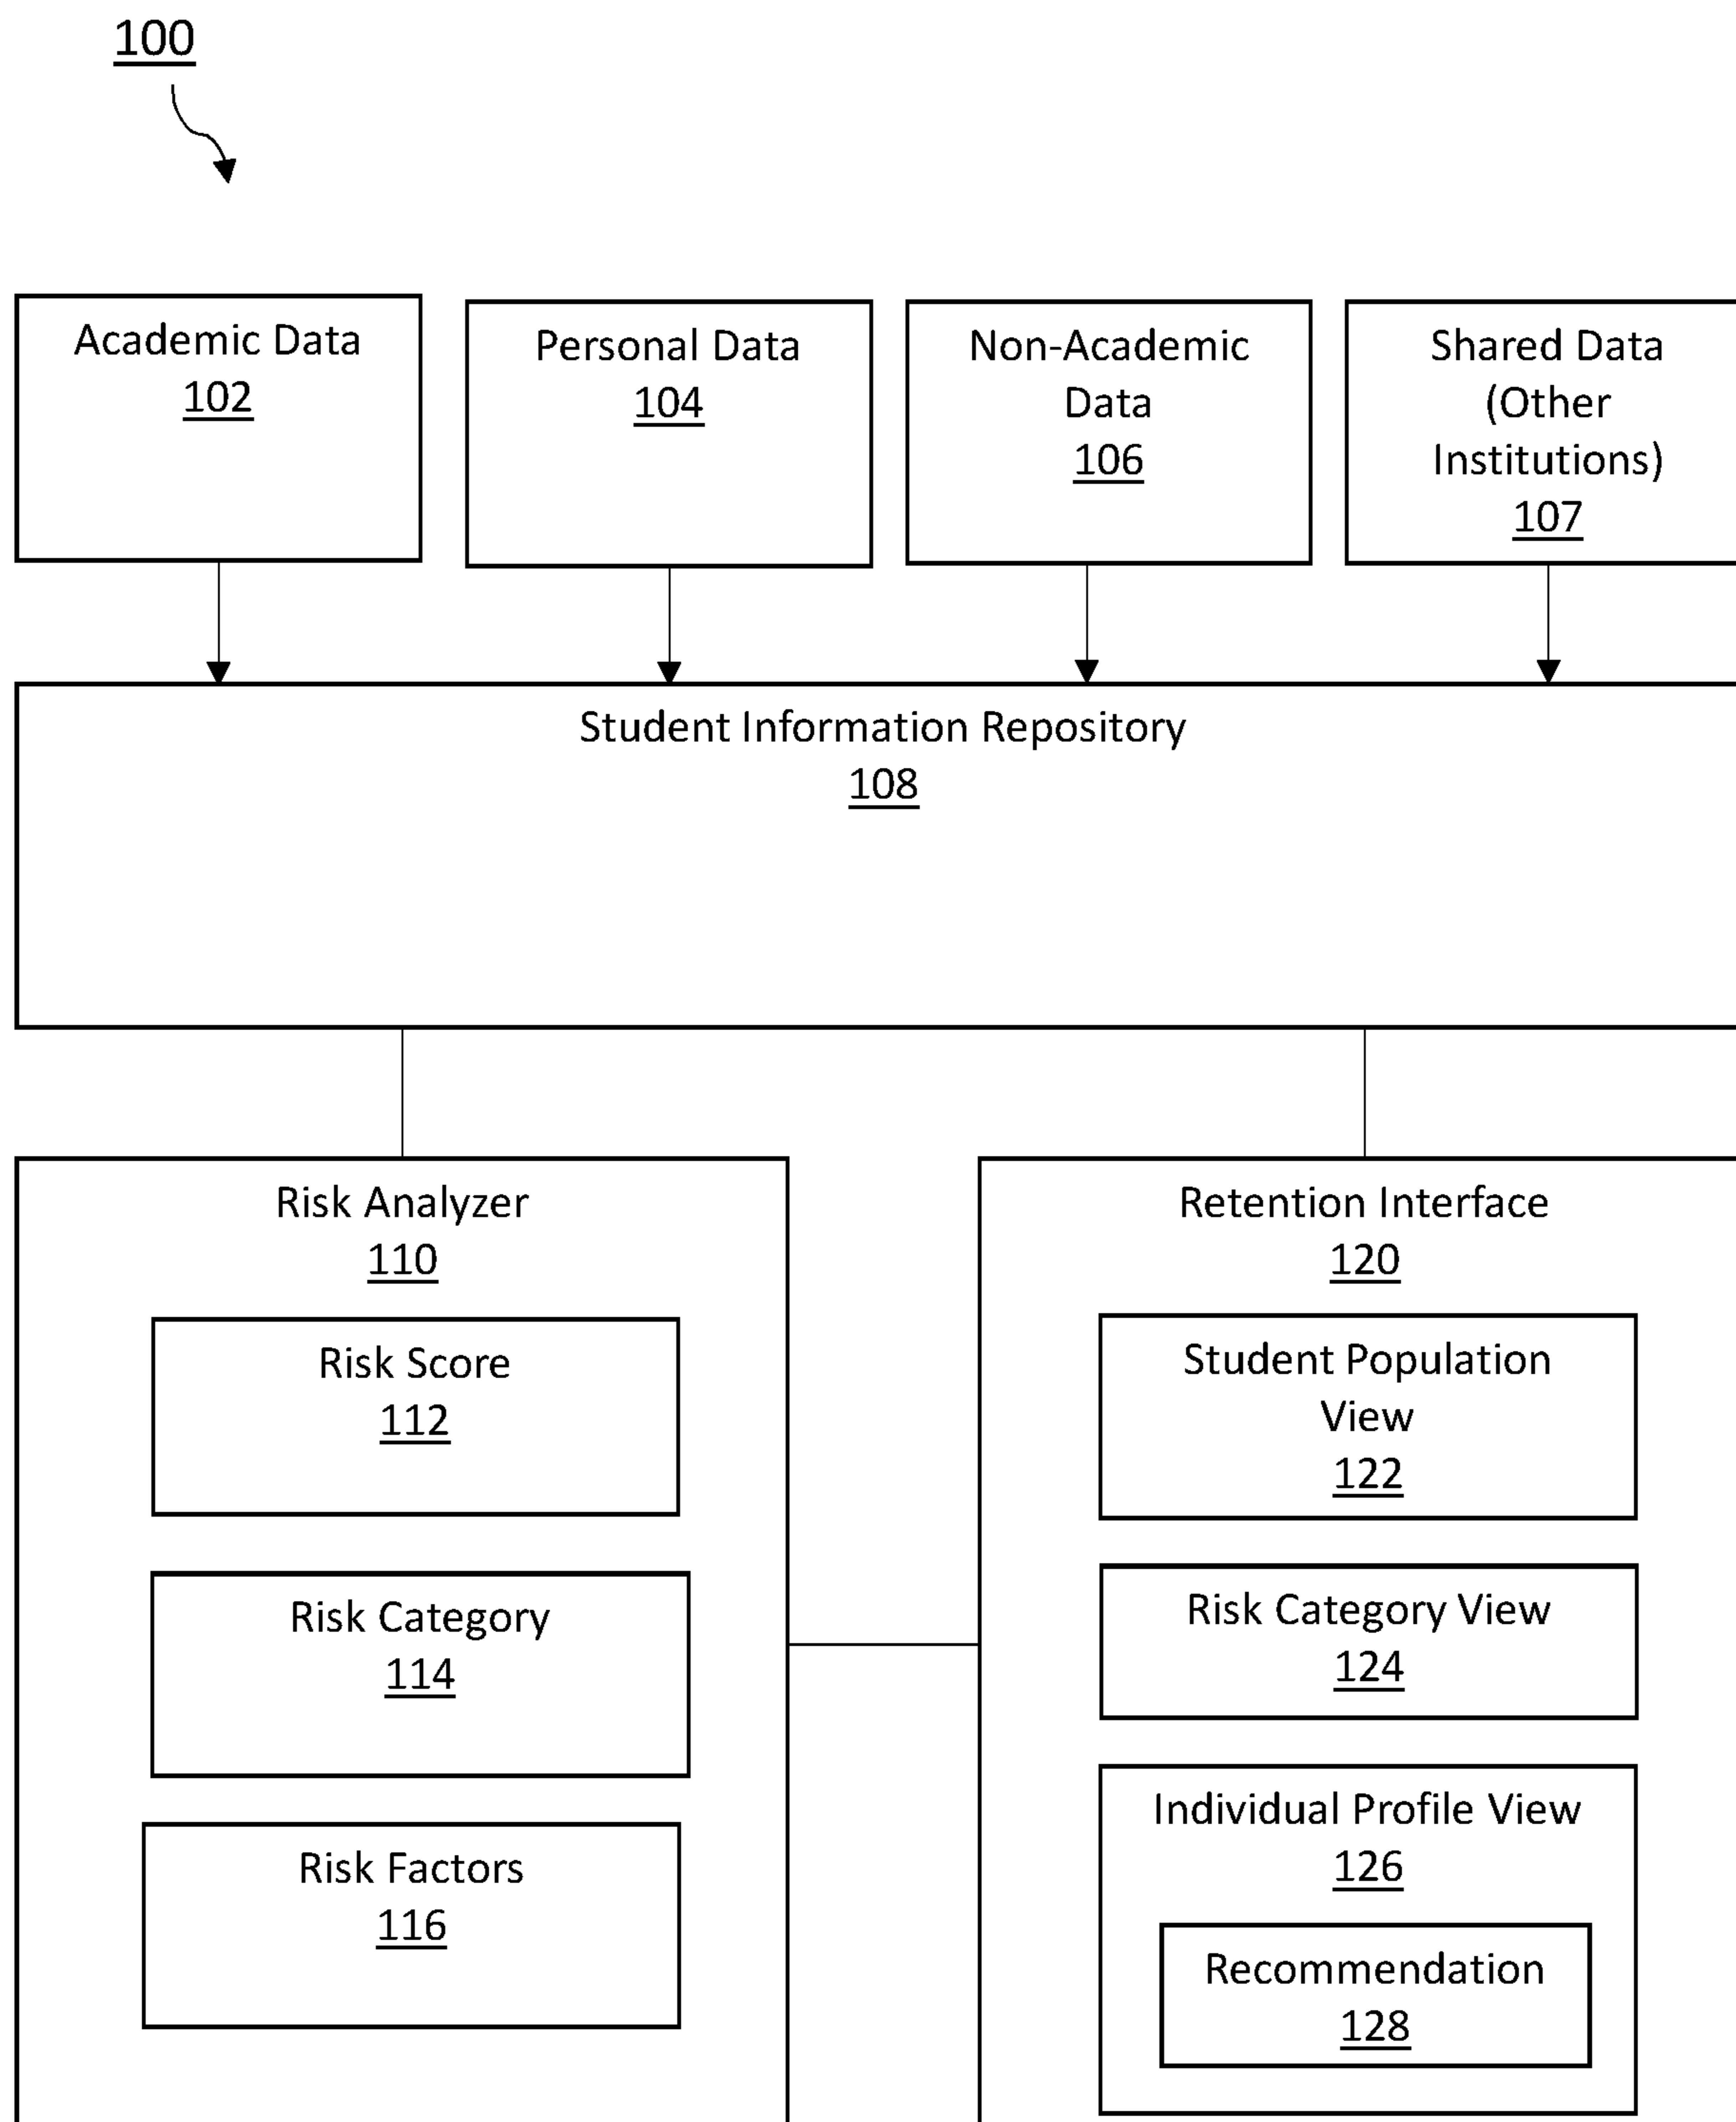 100
Academic Data
102
Personal Data
104
Non-Academic
Data
106
Shared Data
(Other
Institutions)
107
Student Information Repository
108
Risk Analyzer
110
Risk Score
112
Risk Category
114
Risk Factors
116
Retention Interface
120
Student Population
View
122
Risk Category View
124
Individual Profile View
126
Recommendation
128